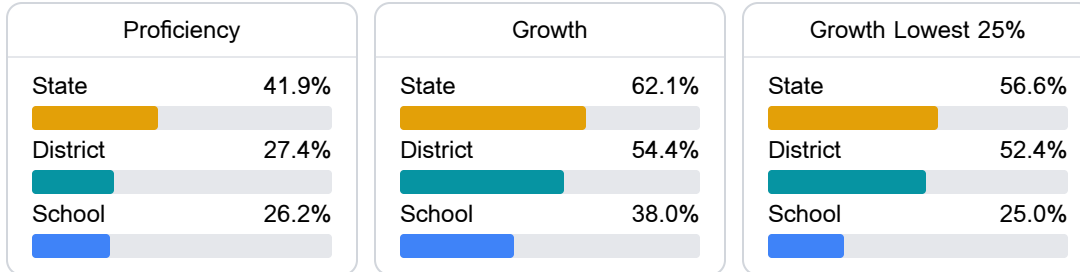 Proficiency
State 41.9%
District 27.4%
School 26.2%
Growth
State 62.1%
District 54.4%
School 38.0%
Growth Lowest 25%
State 56.6%
District 52.4%
School 25.0%